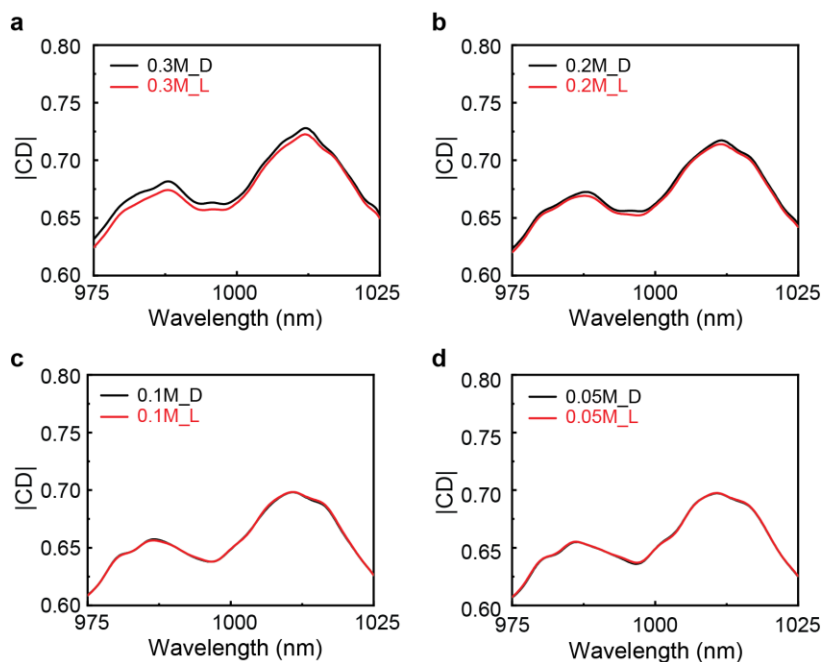 a
0.80
0.75
0.70
0.65
0.60
|CD|
0.3M_D
0.3M_L
975
1000
1025
Wavelength (nm)
b
0.80
0.75
0.70
0.65
0.60
|CD|
0.2M_D
0.2M_L
975
1000
1025
Wavelength (nm)
c
0.80
0.75
0.70
0.65
0.60
|CD|
0.1M_D
0.1M_L
975
1000
1025
Wavelength (nm)
d
0.80
0.75
0.70
0.65
0.60
|CD|
0.05M_D
0.05M_L
975
1000
1025
Wavelength (nm)